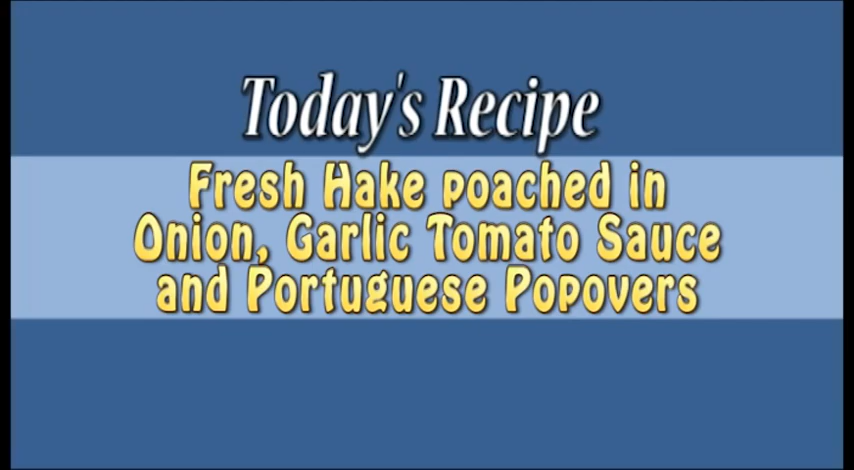 Today's Recipe
Fresh Hake poached in
Onion, Garlic Tomato Sauce
and Portuguese Popovers